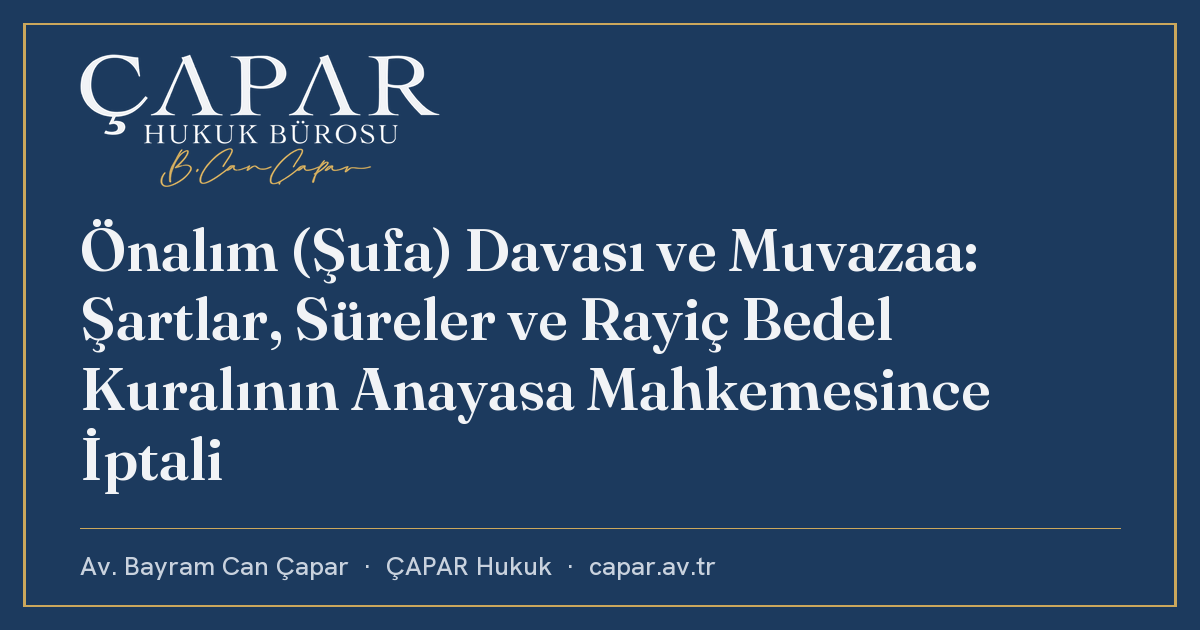 ÇAPAR
HUKUK BÜROSU
B. Can Çapar
Önalım (Şufa) Davası ve Muvazaa:
Şartlar, Süreler ve Rayiç Bedel
Kuralının Anayasa Mahkemesince
İptali
Av. Bayram Can Çapar · ÇAPAR Hukuk · capar.av.tr